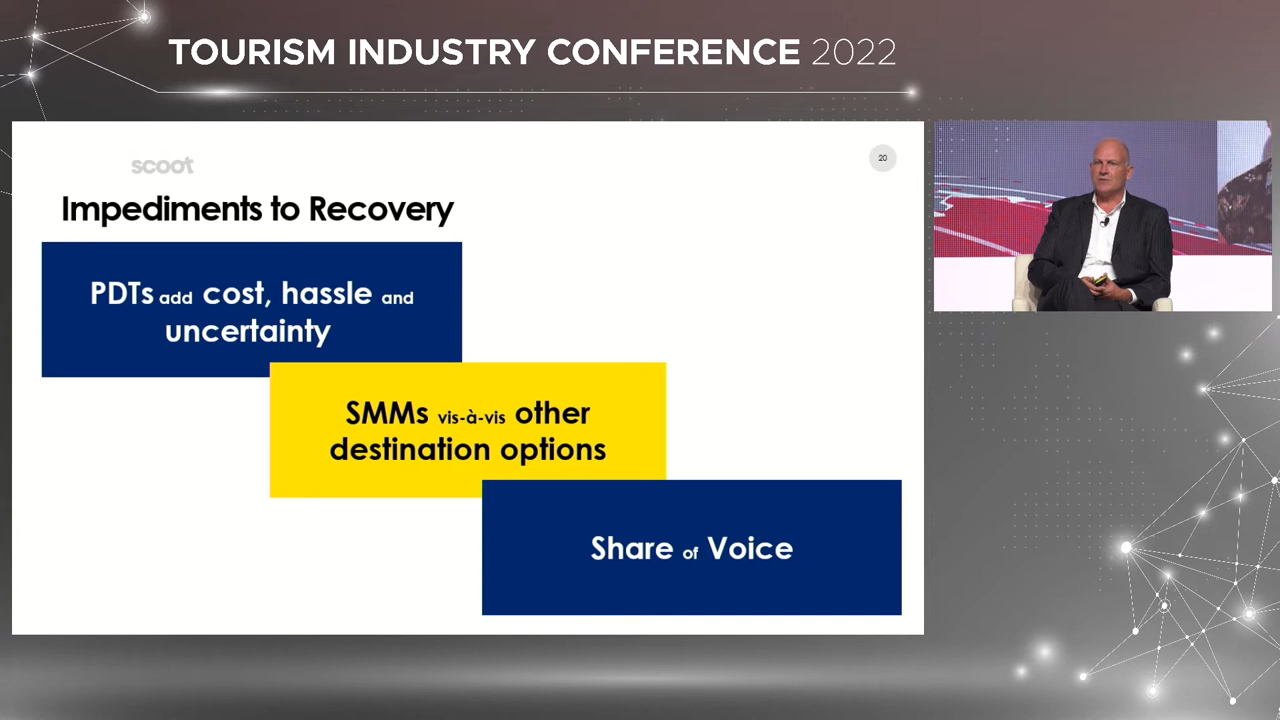 TOURISM INDUSTRY CONFERENCE 2022
scoot
20
Impediments to Recovery
PDTs add cost, hassle and
uncertainty
SMMs vis-à-vis other
destination options
Share of Voice